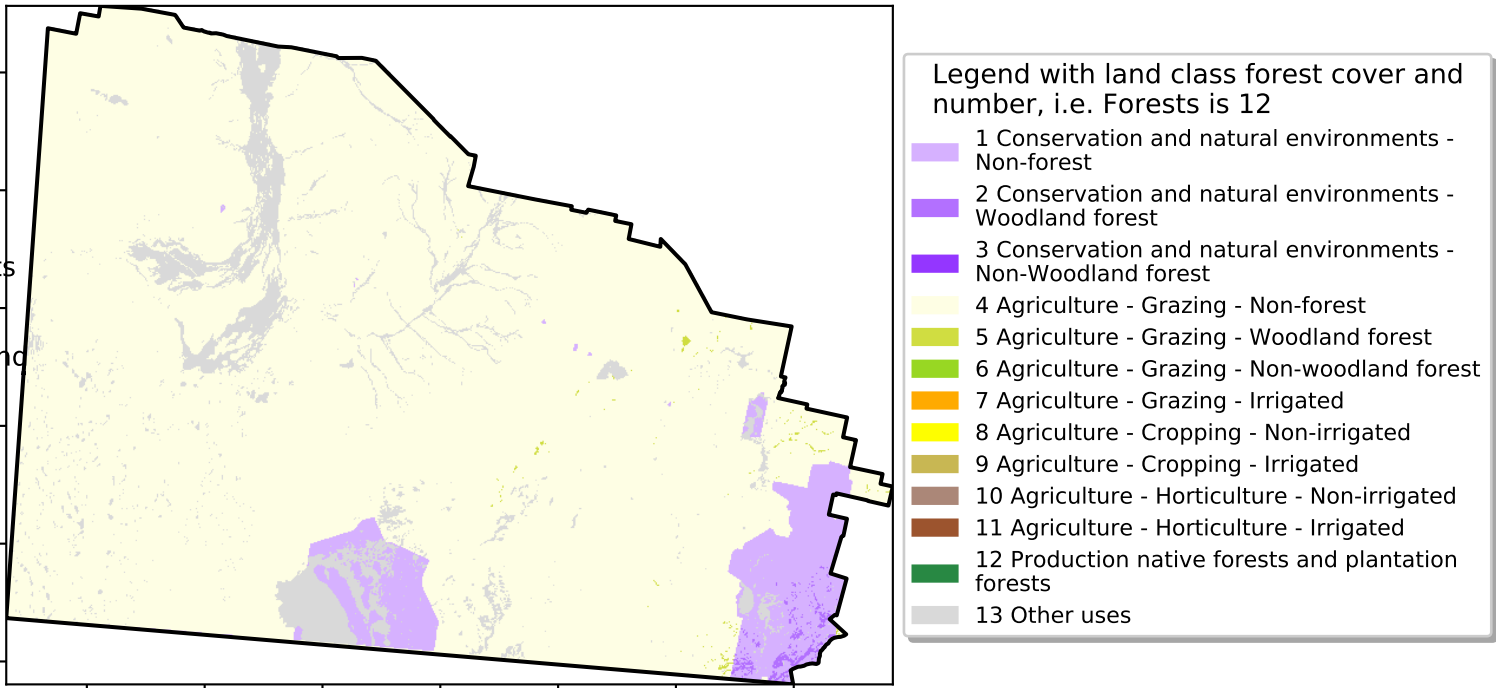 Legend with land class forest cover and
number, i.e. Forests is 12
1 Conservation and natural environments -
Non-forest
2 Conservation and natural environments -
Woodland forest
3 Conservation and natural environments -
Non-Woodland forest
4 Agriculture - Grazing - Non-forest
5 Agriculture - Grazing - Woodland forest
6 Agriculture - Grazing - Non-woodland forest
7 Agriculture - Grazing - Irrigated
8 Agriculture - Cropping - Non-irrigated
9 Agriculture - Cropping - Irrigated
10 Agriculture - Horticulture - Non-irrigated
11 Agriculture - Horticulture - Irrigated
12 Production native forests and plantation
forests
13 Other uses